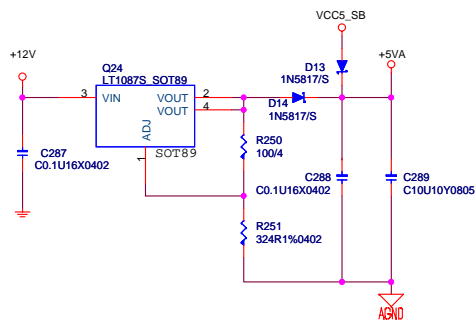 VCC5_SB
+12V
Q24
LT1087S_SOT89
D13
1N5817/S
+5VA
3
VIN
VOUT
2
VOUT
4
ADJ
SOT89
1
D14
1N5817/S
C287
C0.1U16X0402
R250
100/4
C288
C0.1U16X0402
C289
C10U10Y0805
R251
324R1%0402
AGND